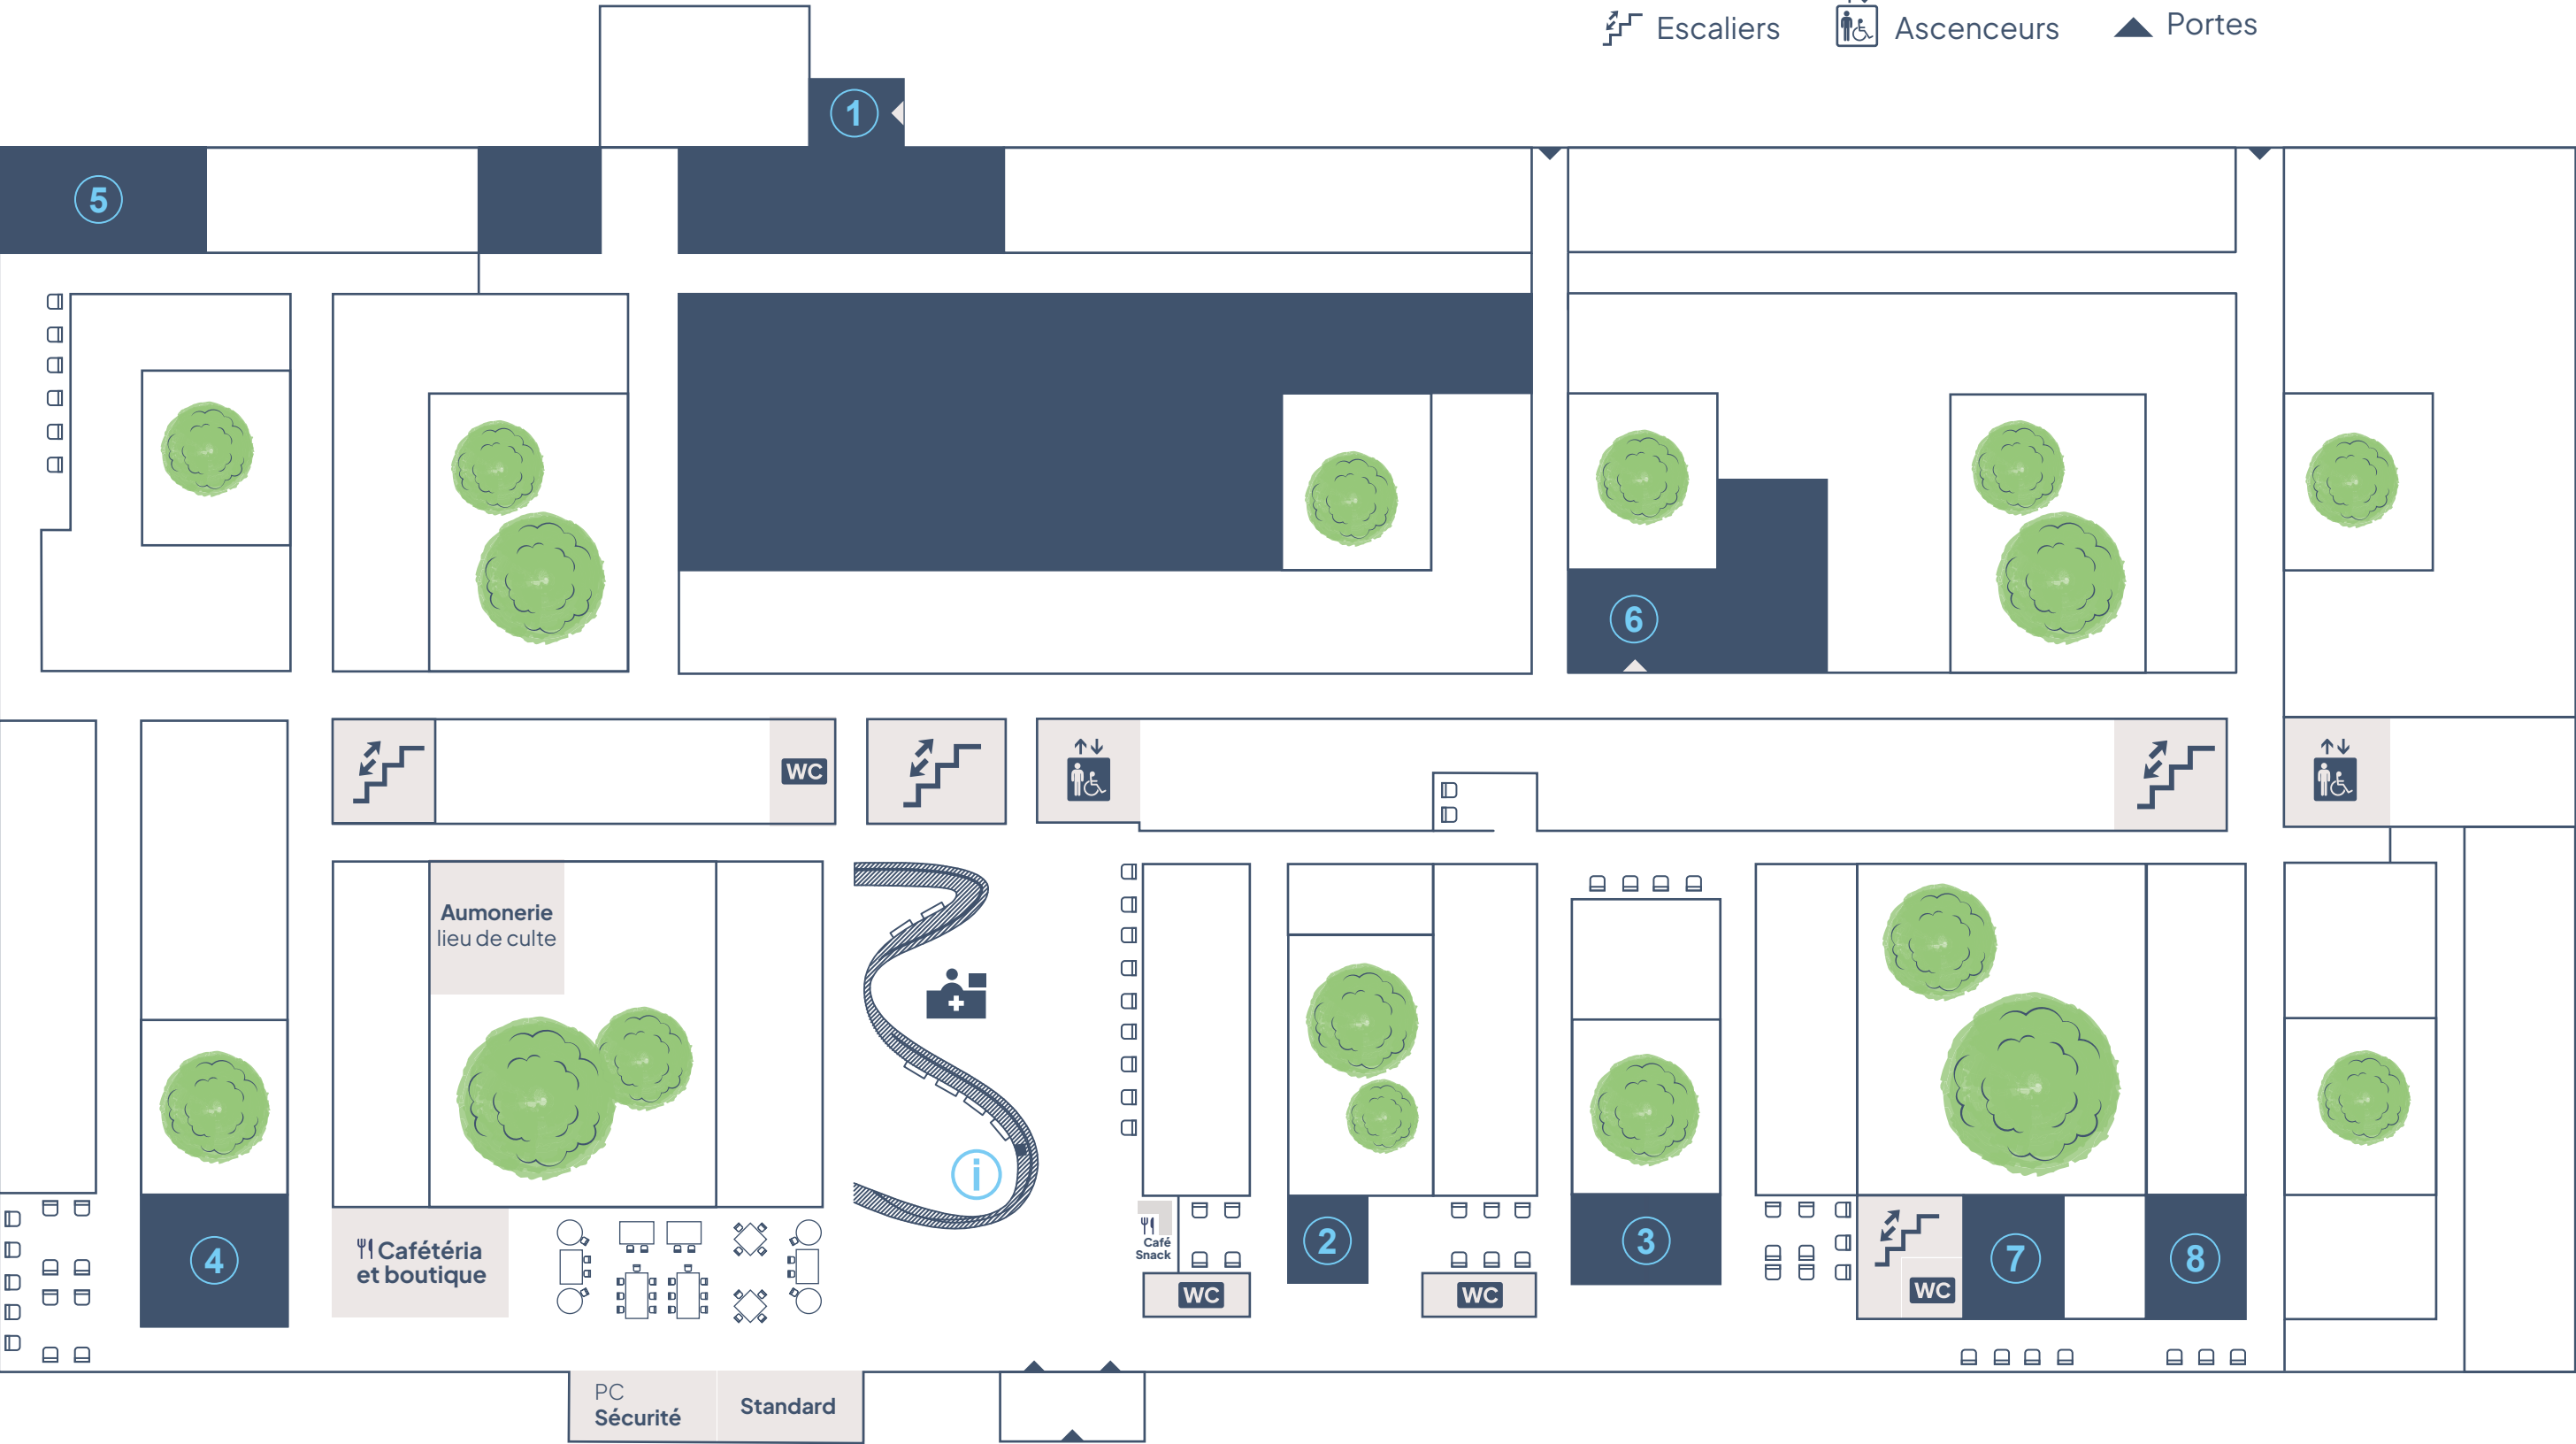 Escaliers
Ascenceurs
Portes
1
5
6
WC
Aumonerie
lieu de culte
i
Cafétéria
et boutique
4
Café
Snack
WC
2
WC
3
WC
7
8
PC
Sécurité
Standard